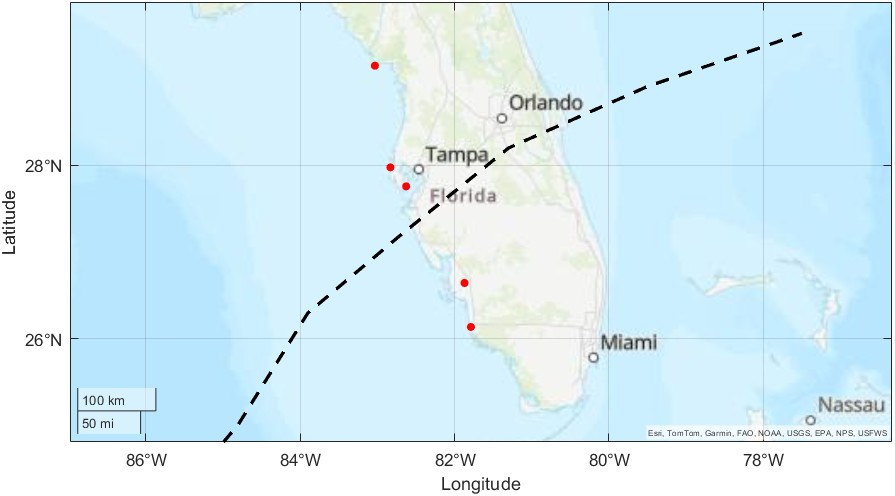 Orlando
28°N
Tampa
Florida
Latitude
26°N
Miami
100 km
50 mi
Nassau
Esri, TomTom, Garmin, FAO, NOAA, USGS, EPA, NPS, USFWS
86°W
84°W
82°W
80°W
78°W
Longitude